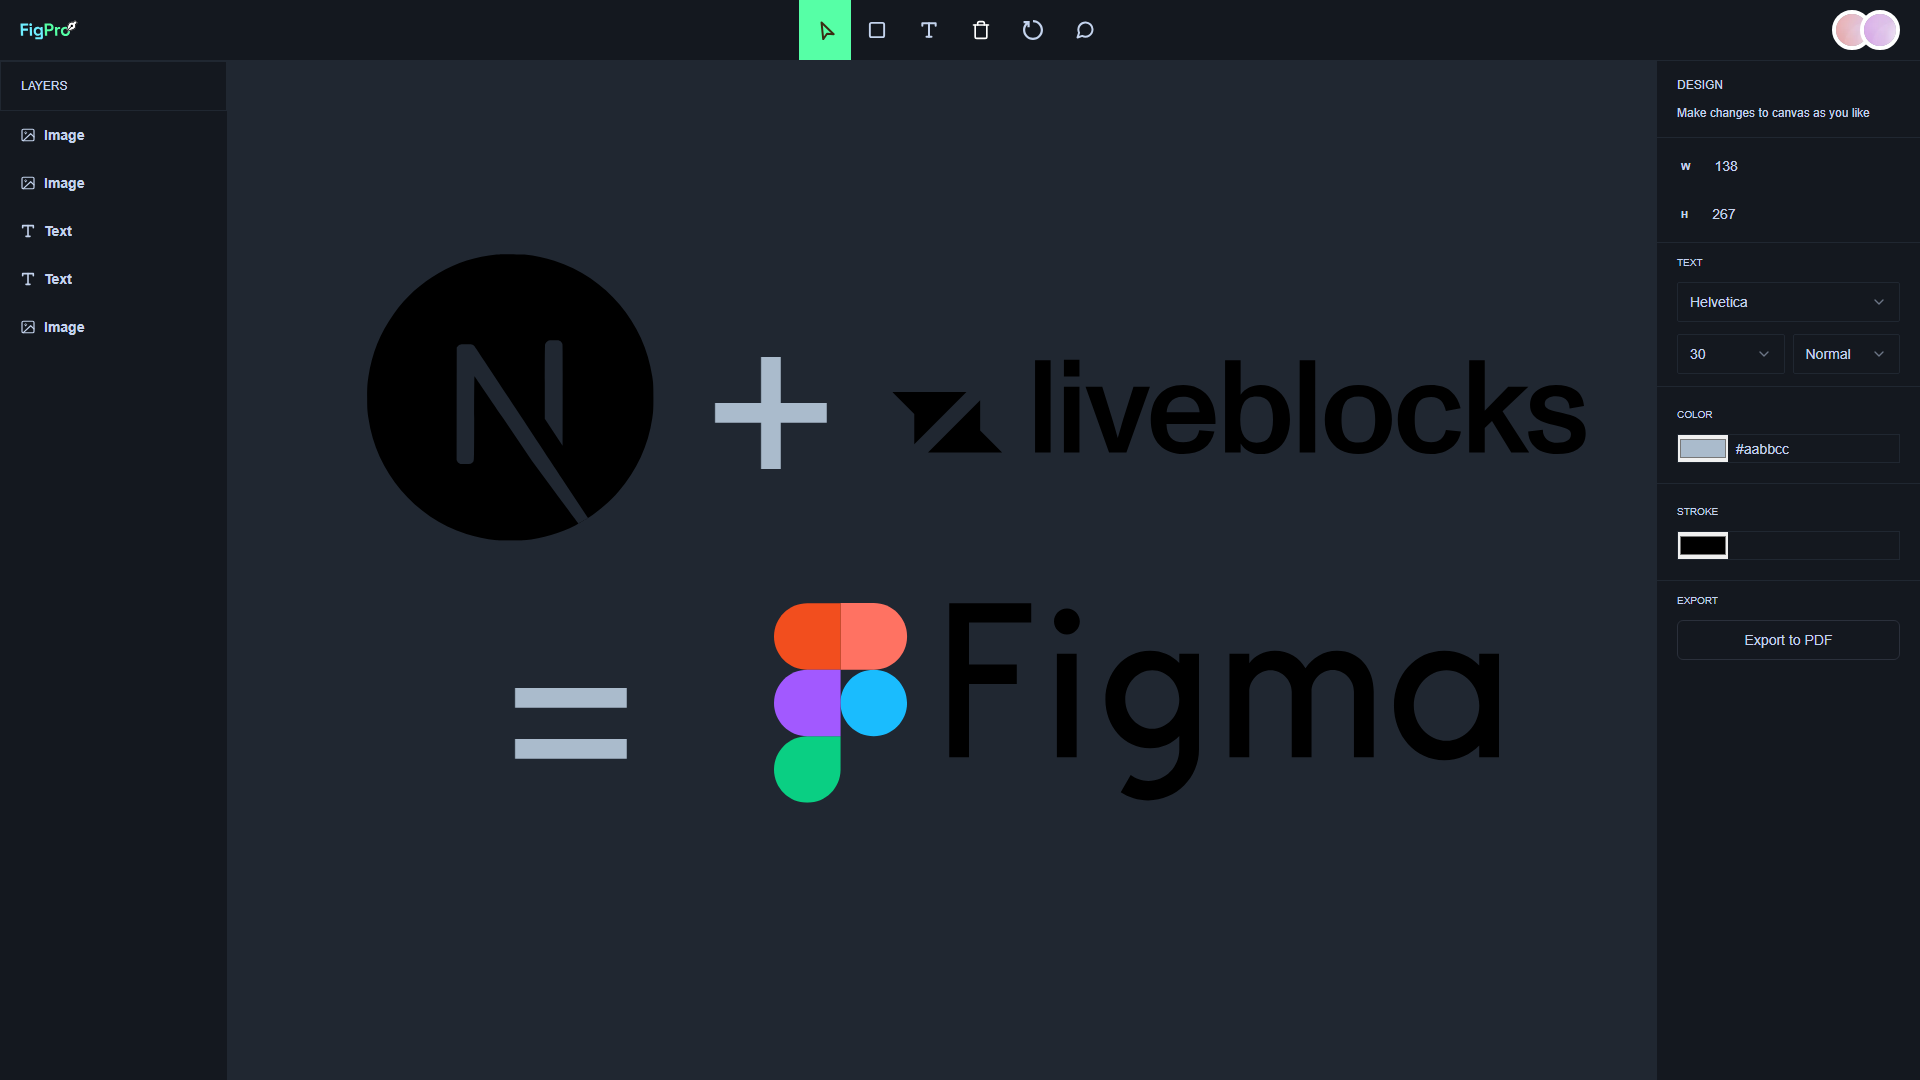 FigPro
LAYERS
Image
Image
Text
Text
Image
N
+
liveblocks
=
Figma
DESIGN
Make changes to canvas as you like
W 138
H 267
TEXT
Helvetica
30 Normal
COLOR
#aabbcc
STROKE
EXPORT
Export to PDF